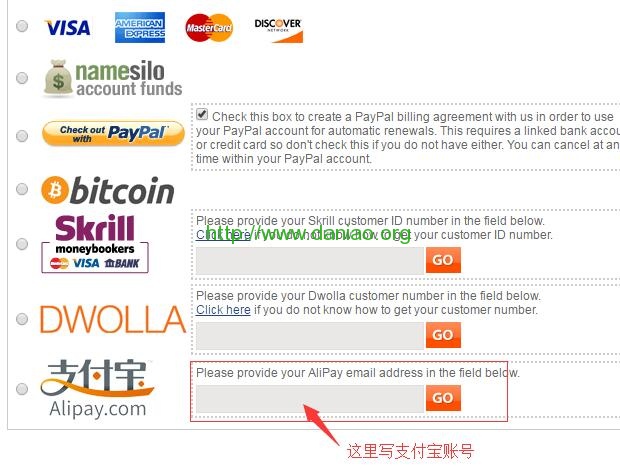 VISA AMERICAN EXPRESS MasterCard DISCOVER
NETWORK
namesilo
account funds
Check out with PayPal
Check this box to create a PayPal billing agreement with us in order to use
your PayPal account for automatic renewals. This requires a linked bank accou
or credit card so don't check this if you do not have either. You can cancel at an
time within your PayPal account.
bitcoin
Skrill
moneybookers
VISA BANK
Please provide your Skrill customer ID number in the field below.
Click here if you do not know how to get your customer ID number.
http://www.daniao.org
GO
DWOLLA
Please provide your Dwolla customer number in the field below.
Click here if you do not know how to get your customer number.
GO
支付宝
Alipay.com
Please provide your AliPay email address in the field below.
GO
这里写支付宝账号